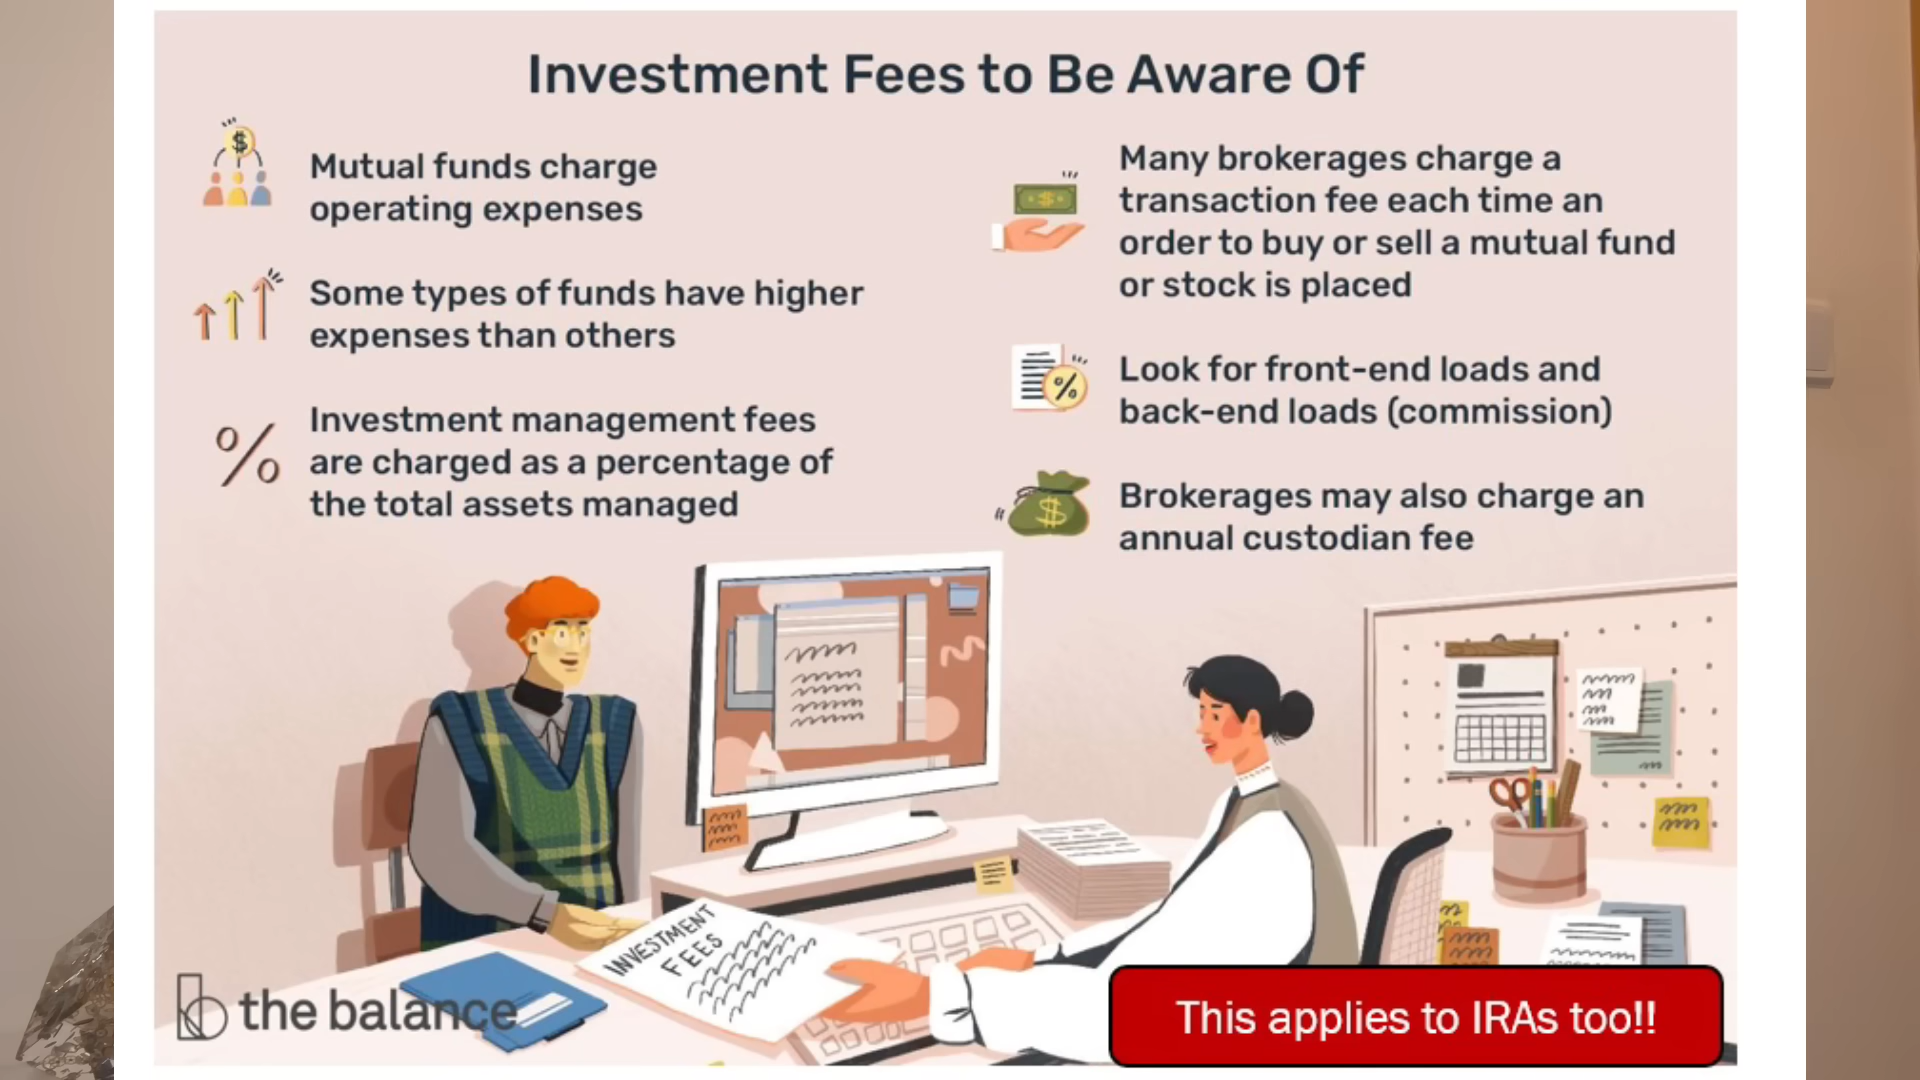 Investment Fees to Be Aware Of
Mutual funds charge
operating expenses
Some types of funds have higher
expenses than others
%
Investment management fees
are charged as a percentage of
the total assets managed
Many brokerages charge a
transaction fee each time an
order to buy or sell a mutual fund
or stock is placed
Look for front-end loads and
back-end loads (commission)
Brokerages may also charge an
annual custodian fee
INVESTMENT
FEES
the balance
This applies to IRAs too!!